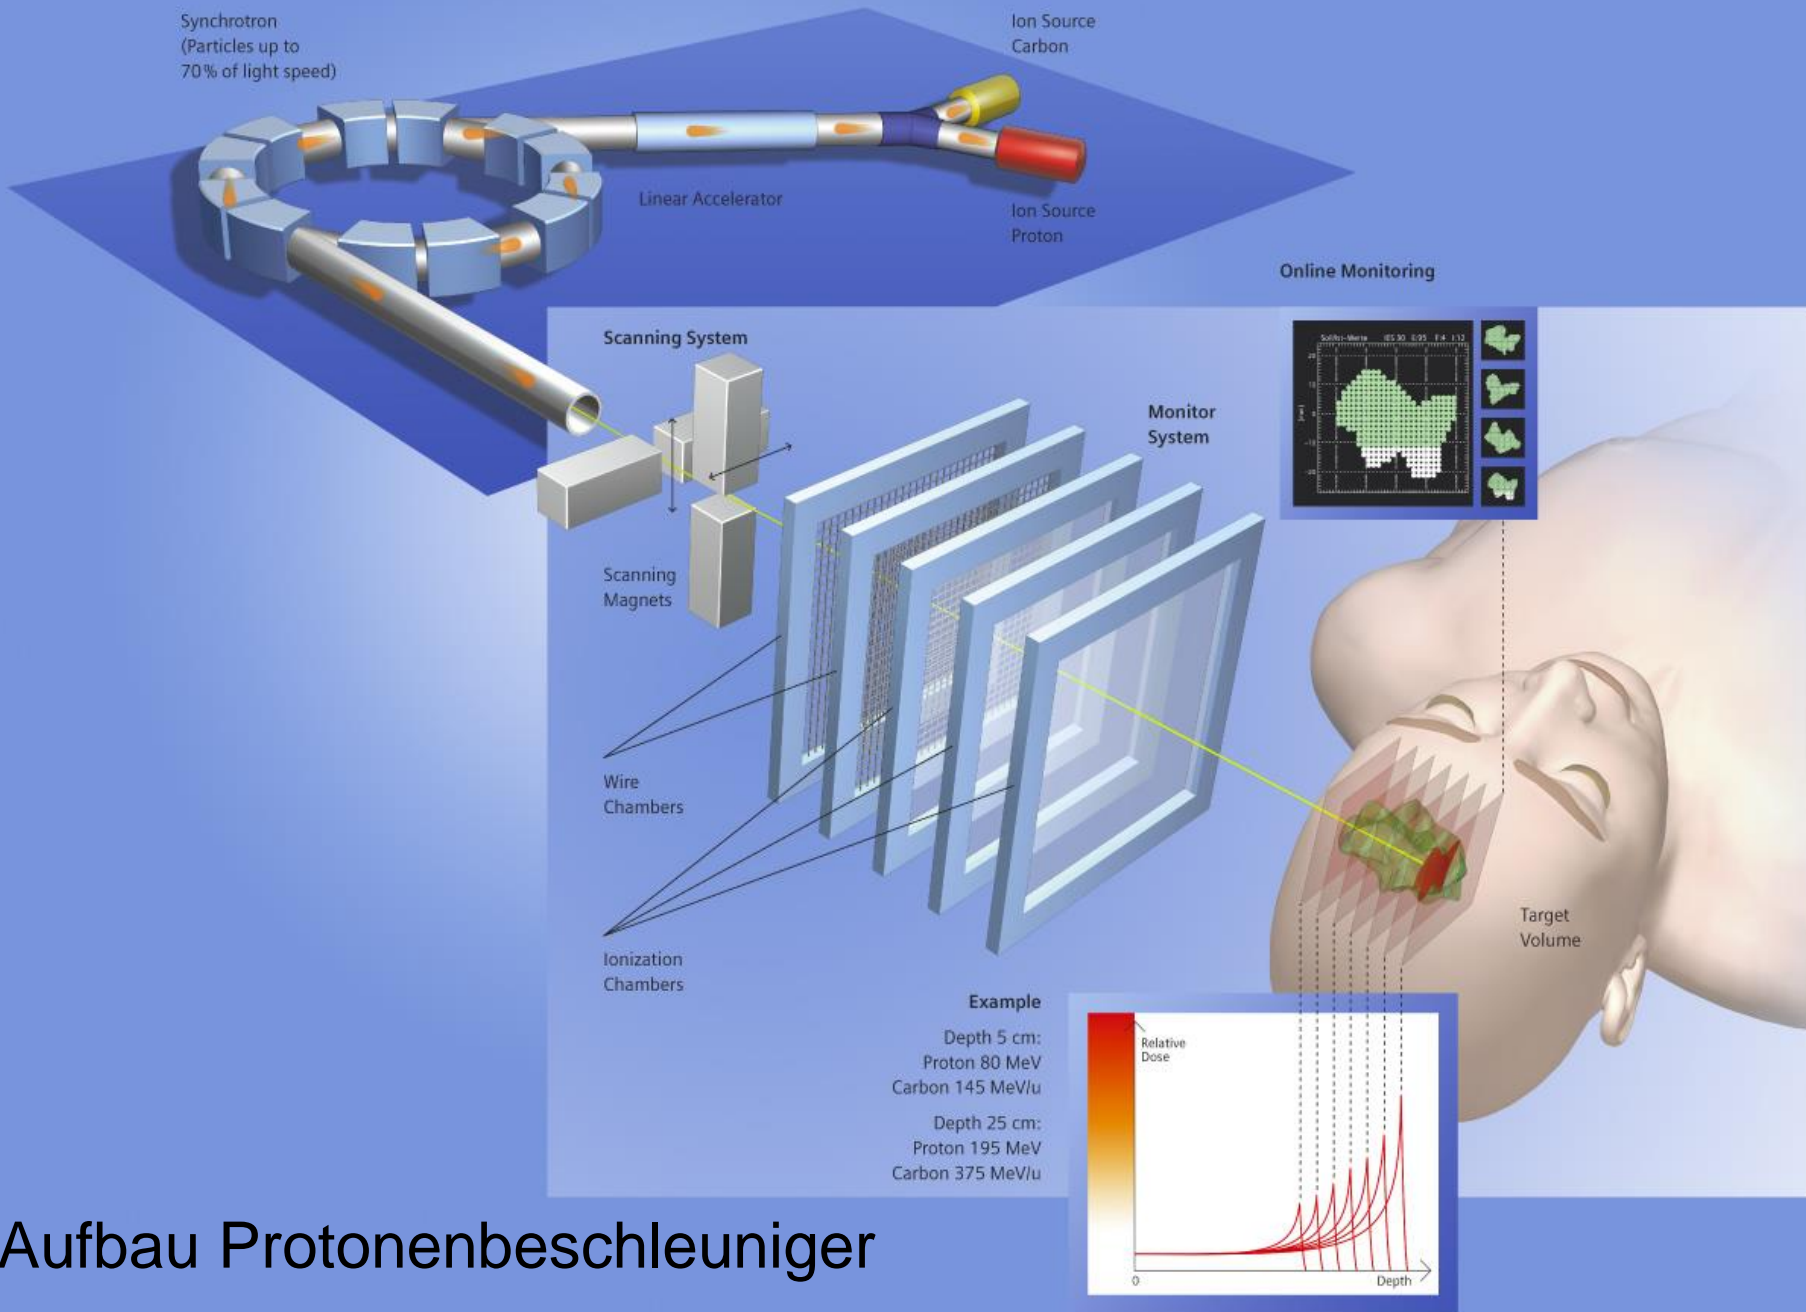 Synchrotron
(Particles up to
70% of light speed)
Ion Source
Carbon
Linear Accelerator
Ion Source
Proton
Online Monitoring
Scanning System
Monitor
System
Scanning
Magnets
Wire
Chambers
Ionization
Chambers
Target
Volume
Example
Depth 5 cm:
Proton 80 MeV
Carbon 145 MeV/u
Depth 25 cm:
Proton 195 MeV
Carbon 375 MeV/u
Relative
Dose
0
Depth
Aufbau Protonenbeschleuniger